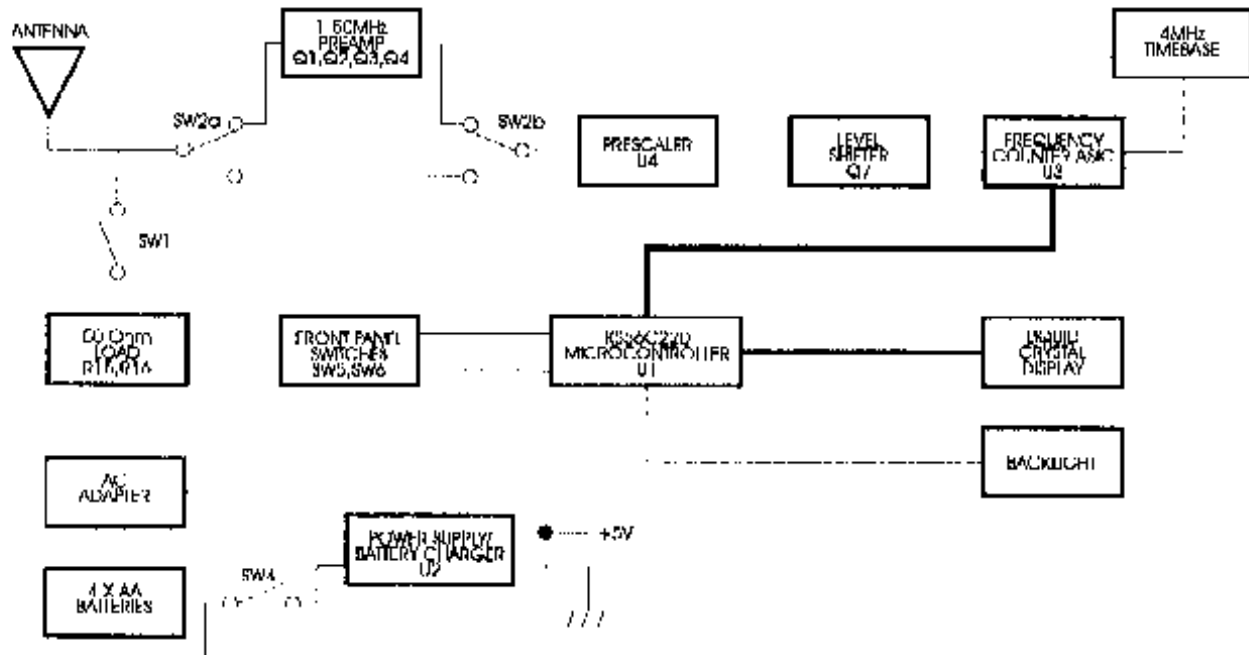 ANTENNA
1 60MHz
PREAMP
Q1,Q2,Q3,Q4
4MHz
TIMEBASE
SW2a
SW2b
PRESCALER
U4
LEVEL
SHIFTER
Q7
FREQUENCY
COUNTER ASIC
U3
SW1
50 Ohm
LOAD
R15,R16
FRONT PANEL
SWITCHES
SW5,SW6
MICROCONTROLLER
U1
LIQUID
CRYSTAL
DISPLAY
BACKLIGHT
AC
ADAPTER
POWER SUPPLY/
BATTERY CHARGER
U2
+5V
SW4
4 X AA
BATTERIES